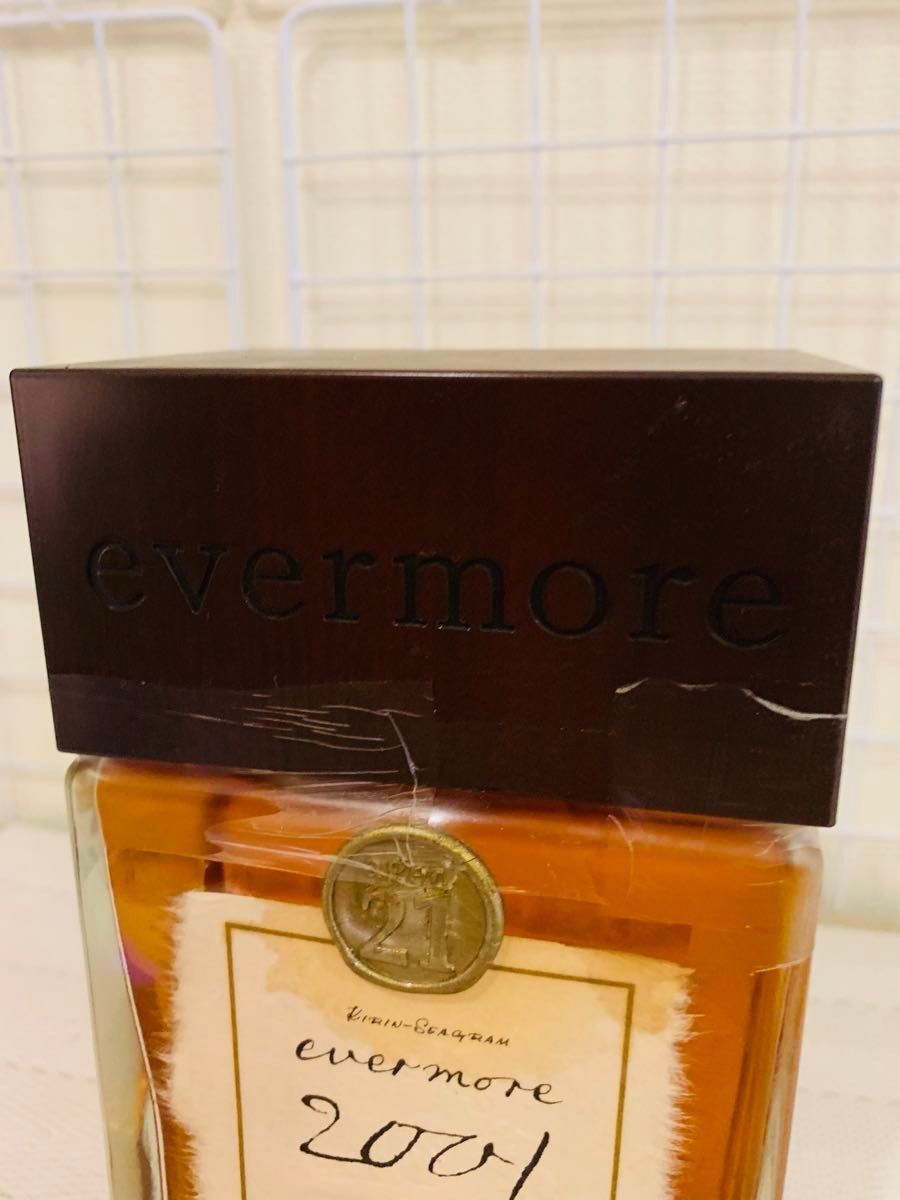 evermore
21
KIRIN-SEAGRAM
evermore
2001